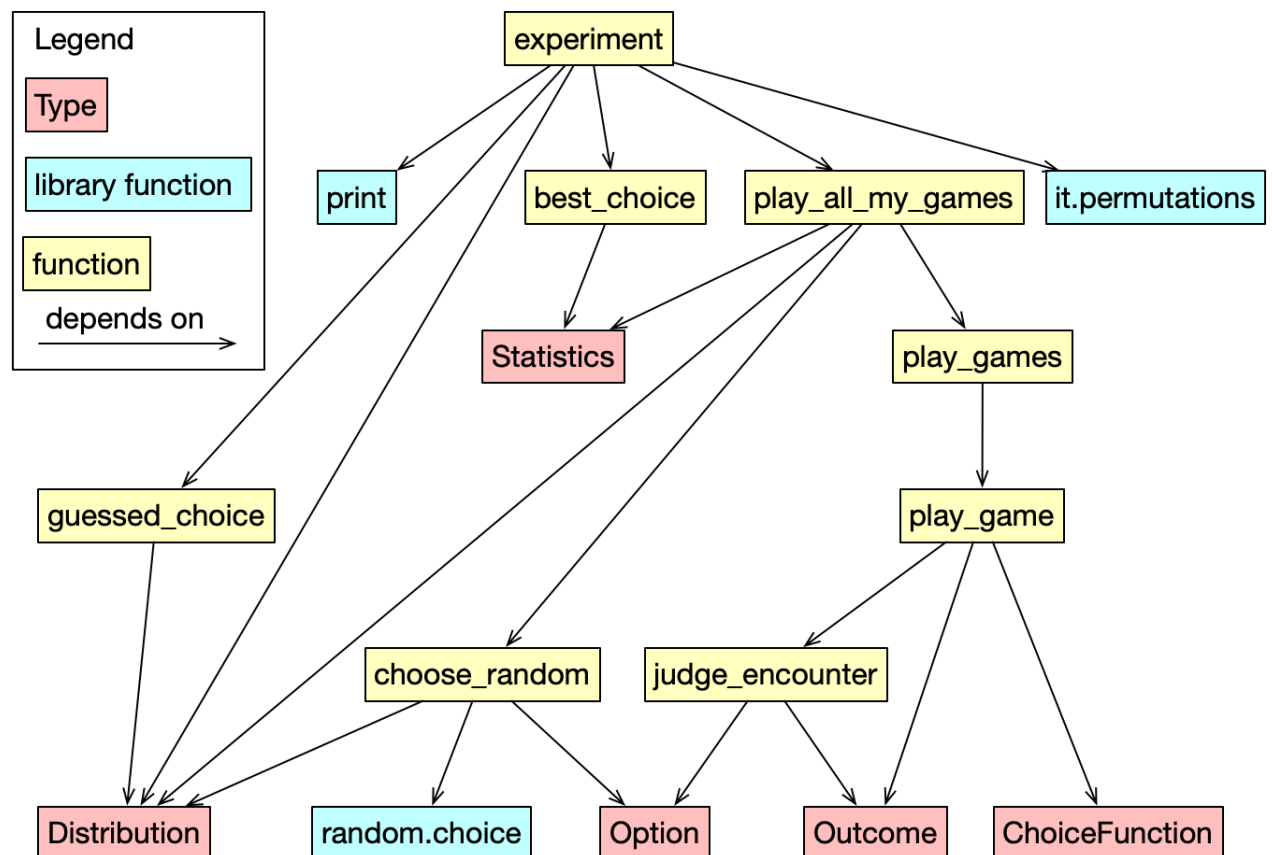 Legend
Type
library function
function
depends on
experiment
print
best_choice
play_all_my_games
it.permutations
Statistics
play_games
guessed_choice
play_game
choose_random
judge_encounter
Distribution
random.choice
Option
Outcome
ChoiceFunction